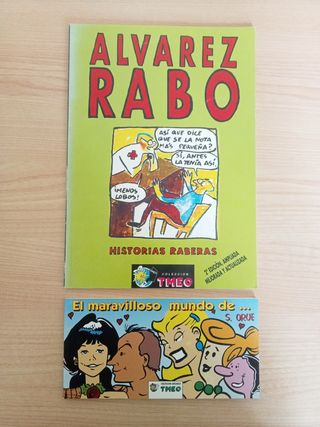 ALVAREZ
RABO
ASÍ QUE DICE
QUE SE LA NOTA
MÁS PEQUEÑA?
SÍ, ANTES
LA TENÍA ASÍ
¡MENOS
LOBOS!
HISTORIAS RABERAS
COLECCION
TMEO
2ª EDICIÓN, AMPLIADA
MEJORADA Y ACTUALIZADA
El maravilloso mundo de...
S. ORUE
TMEO